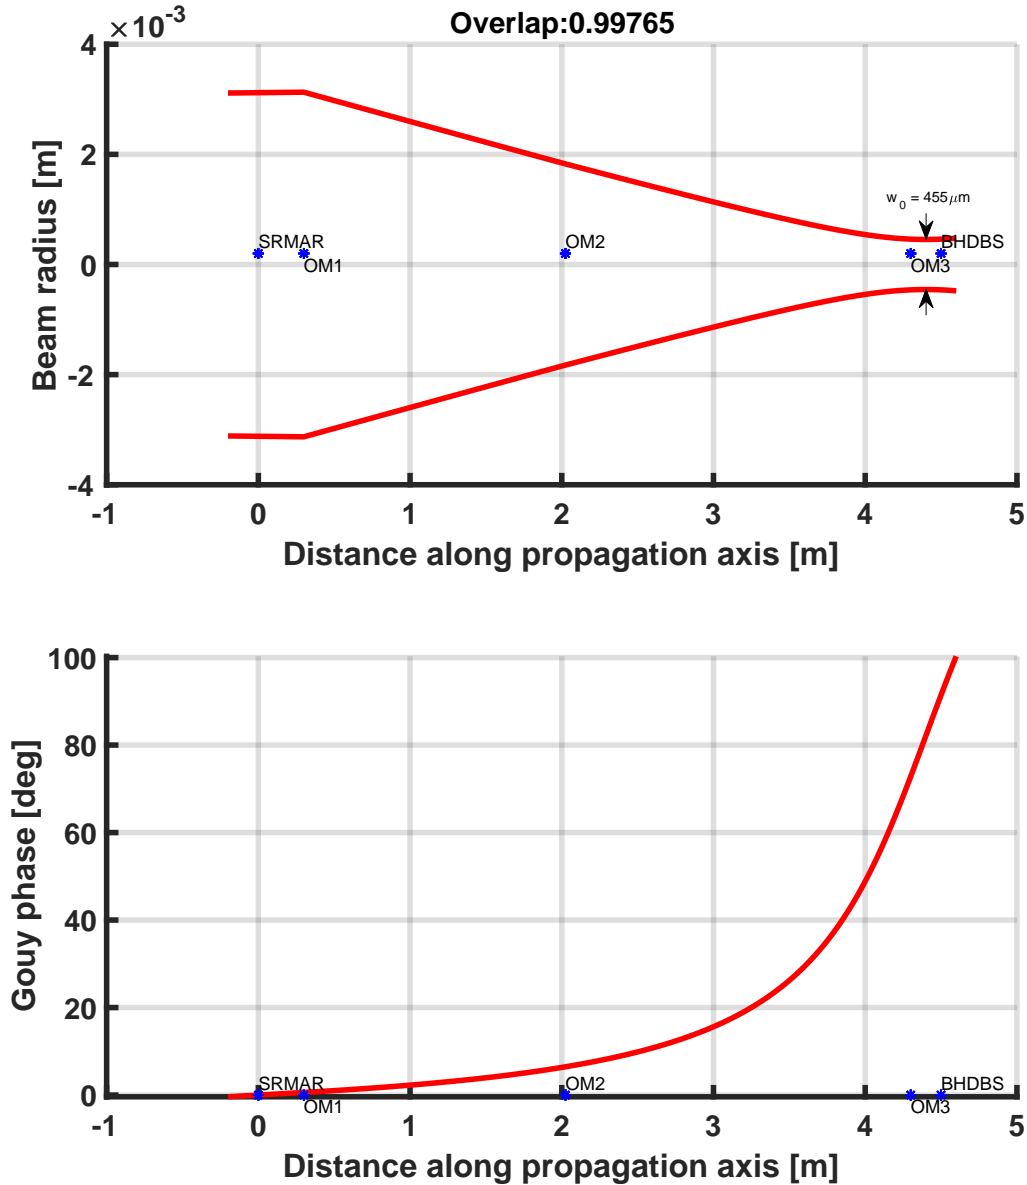 Overlap:0.99765
×10-3
4
2
0
-2
-4
Beam radius [m]
w0 = 455μm
SRMAR
OM1
OM2
OM3
BHDBS
-1 0 1 2 3 4 5
Distance along propagation axis [m]
100
80
60
40
20
0
Gouy phase [deg]
SRMAR
OM1
OM2
OM3
BHDBS
-1 0 1 2 3 4 5
Distance along propagation axis [m]